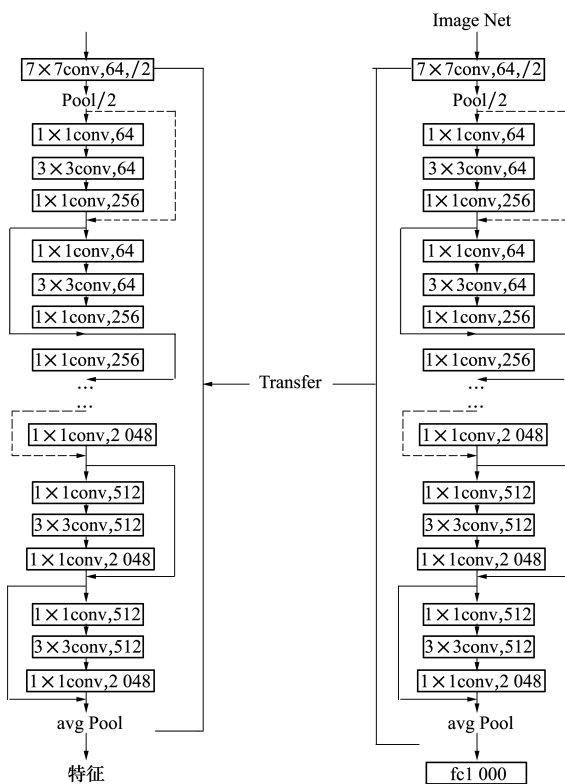 7×7conv,64,/2
Pool/2
1×1conv,64
3×3conv,64
1×1conv,256
1×1conv,64
3×3conv,64
1×1conv,256
1×1conv,256
...
...
1×1conv,2 048
1×1conv,512
3×3conv,512
1×1conv,2 048
1×1conv,512
3×3conv,512
1×1conv,2 048
avg Pool
特征
Transfer
Image Net
7×7conv,64,/2
Pool/2
1×1conv,64
3×3conv,64
1×1conv,256
1×1conv,64
3×3conv,64
1×1conv,256
1×1conv,256
...
...
1×1conv,2 048
1×1conv,512
3×3conv,512
1×1conv,2 048
1×1conv,512
3×3conv,512
1×1conv,2 048
avg Pool
fc1 000